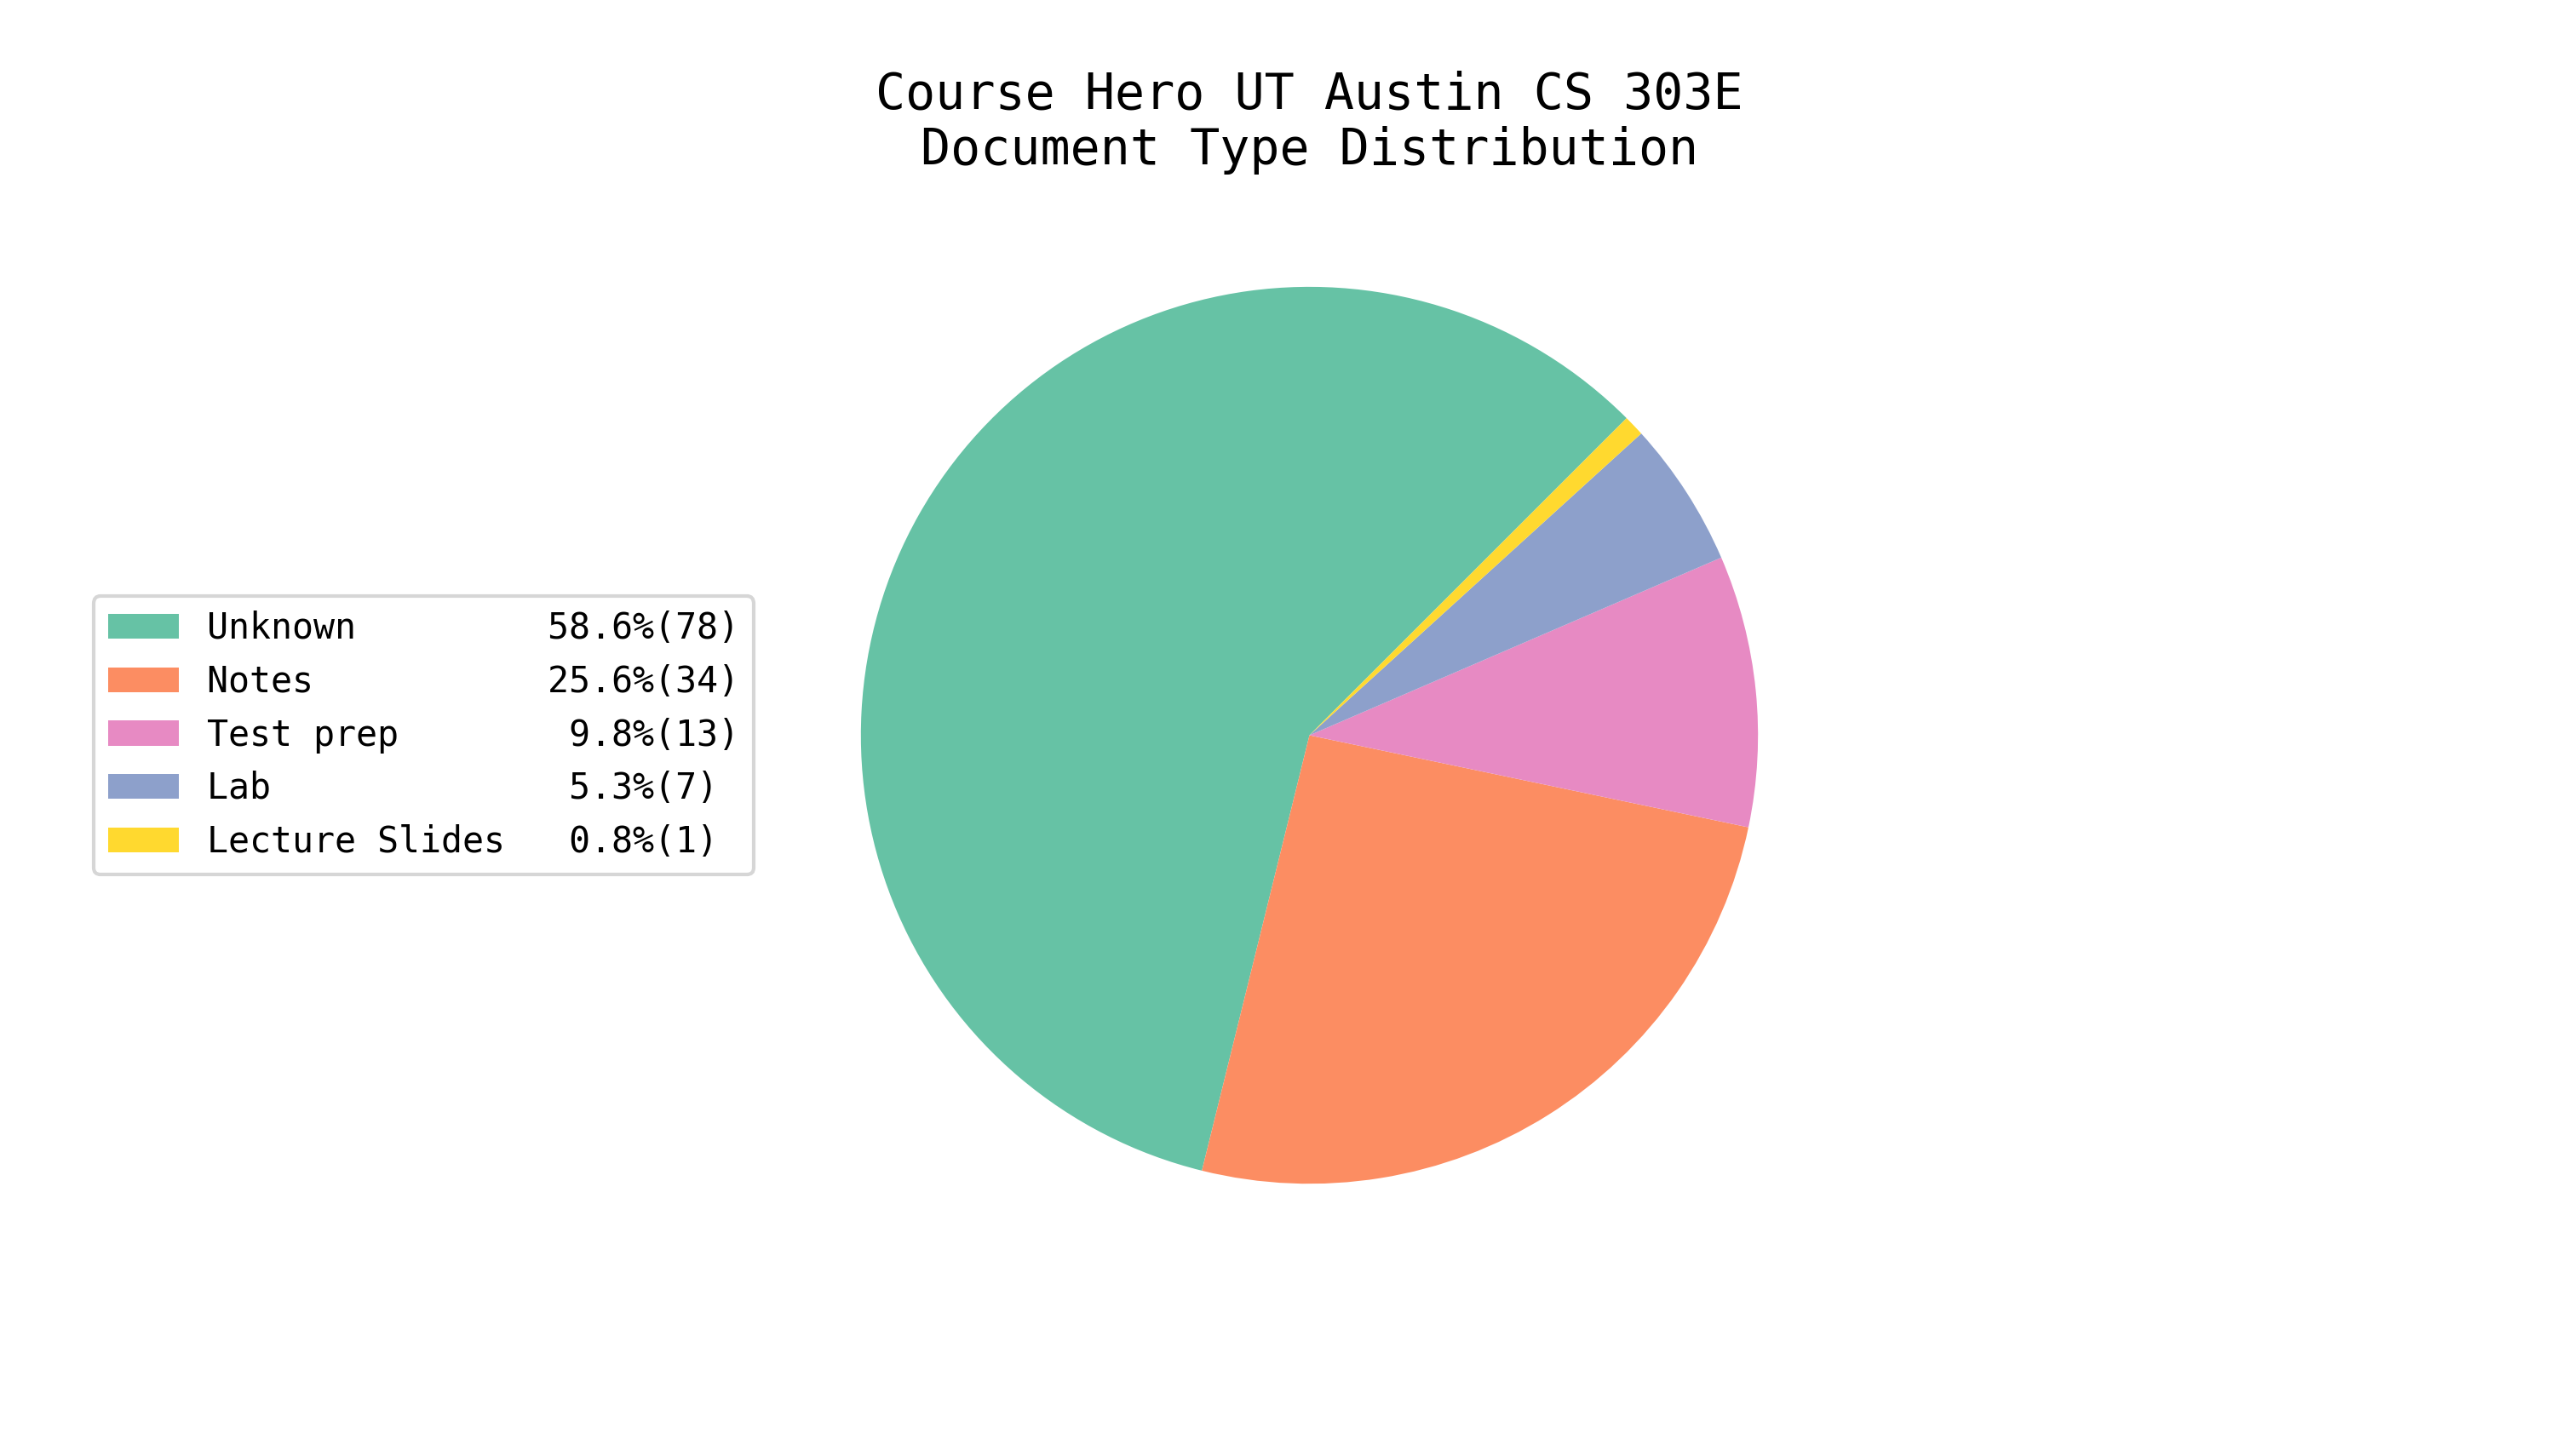 Course Hero UT Austin CS 303E
Document Type Distribution
Unknown 58.6%(78)
Notes 25.6%(34)
Test prep 9.8%(13)
Lab 5.3%(7)
Lecture Slides 0.8%(1)